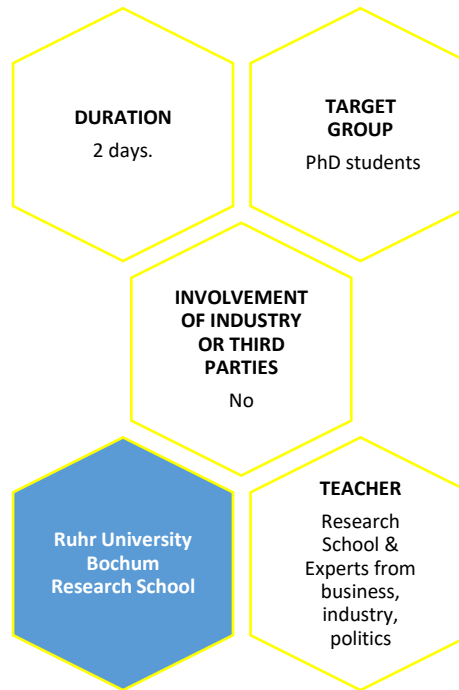 DURATION
2 days.
TARGET
GROUP
PhD students
INVOLVEMENT
OF INDUSTRY
OR THIRD
PARTIES
No
Ruhr University
Bochum
Research School
TEACHER
Research
School &
Experts from
business,
industry,
politics